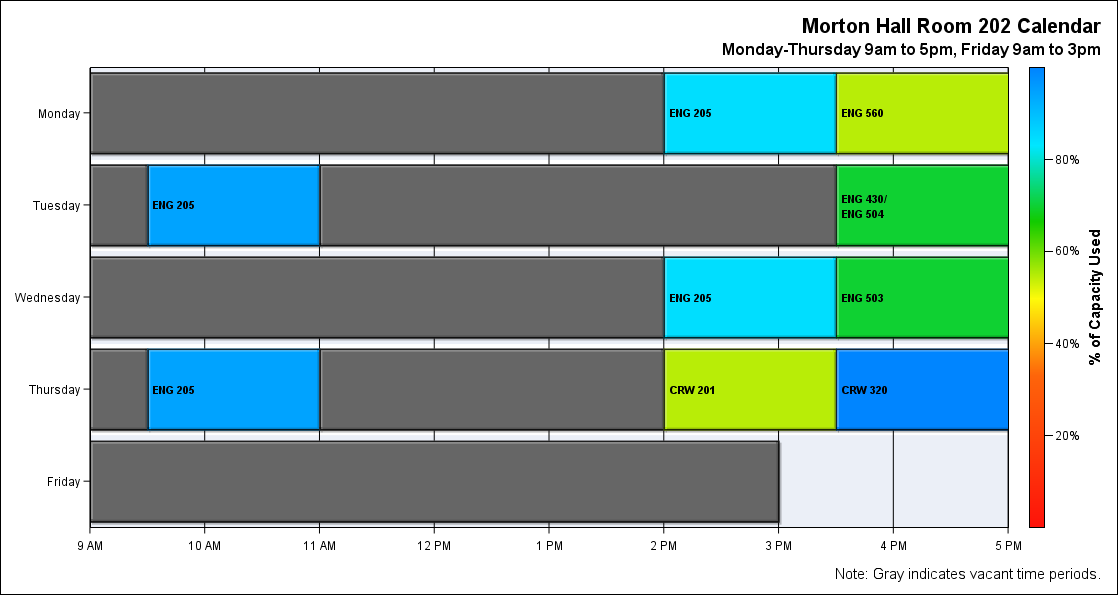 Morton Hall Room 202 Calendar
Monday-Thursday 9am to 5pm, Friday 9am to 3pm
Monday
ENG 205
ENG 560
Tuesday
ENG 205
ENG 430/
ENG 504
Wednesday
ENG 205
ENG 503
Thursday
ENG 205
CRW 201
CRW 320
Friday
9 AM
10 AM
11 AM
12 PM
1 PM
2 PM
3 PM
4 PM
5 PM
80%
60%
40%
20%
% of Capacity Used
Note: Gray indicates vacant time periods.